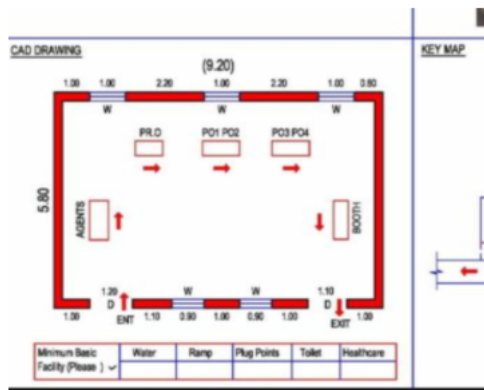 CAD DRAWING
KEY MAP
(9.20)
1.00 1.00 2.20 1.00 2.20 1.00 0.80
W W W
PR.O PO1 PO2 PO3 PO4
5.80
AGENTS
BOOTH
1.20 W W 1.10
D D
ENT EXIT
1.00 1.10 0.90 1.00 0.90 1.00 1.00
Minimum Basic Facility (Please ) ✓
Water Ramp Plug Points Toilet Healthcare